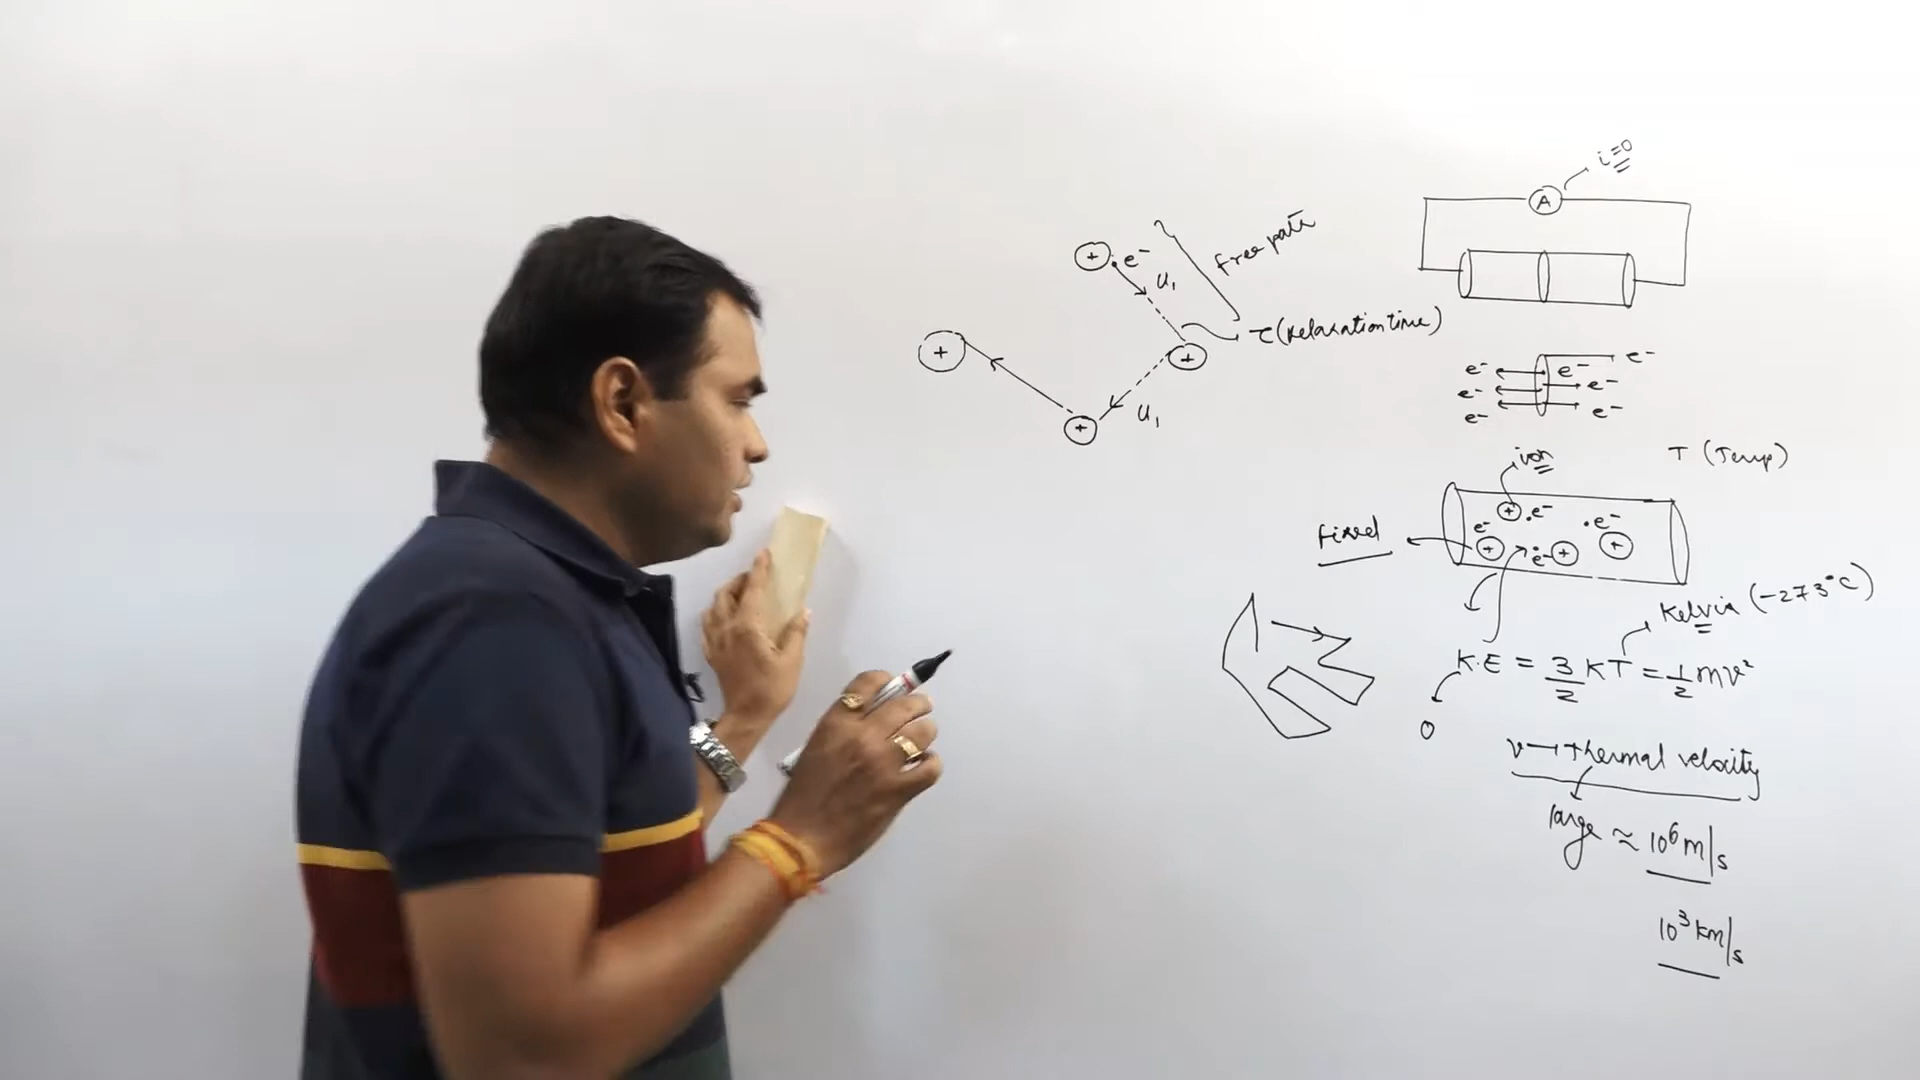 i=0
A
+ . e⁻
u₁
free path
τ (Relaxation time)
+
+
u₁
+
e⁻ e⁻ e⁻
e⁻ e⁻
e⁻ e⁻
ion
T (Temp)
fixed
e⁻ + . e⁻ . e⁻
+ e⁻ + +
Kelvin (-273°C)
K.E = 3/2 KT = 1/2 mv²
0
v → Thermal velocity
large ≈ 10⁶ m/s
10³ km/s